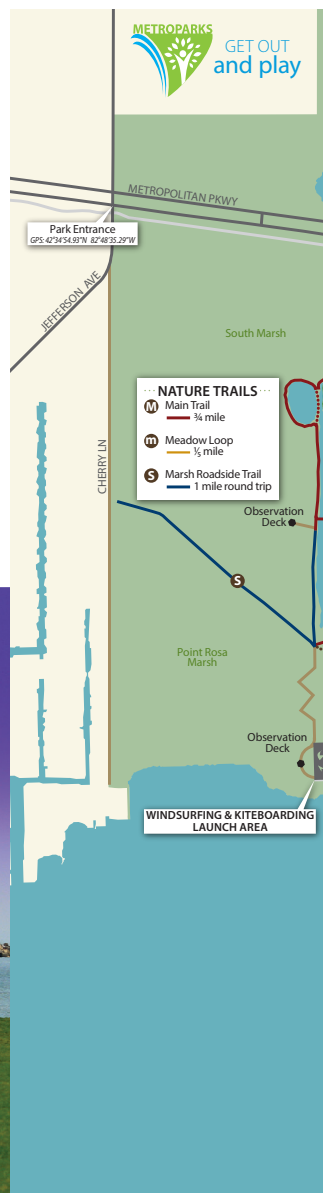 METROPARKS
GET OUT
and play
METROPOLITAN PKWY
Park Entrance
GPS: 42°34'54.93"N 82°48'35.29"W
JEFFERSON AVE
South Marsh
NATURE TRAILS
M Main Trail
¾ mile
m Meadow Loop
⅕ mile
S Marsh Roadside Trail
1 mile round trip
CHERRY LN
Observation
Deck
S
Point Rosa
Marsh
Observation
Deck
WINDSURFING & KITEBOARDING
LAUNCH AREA